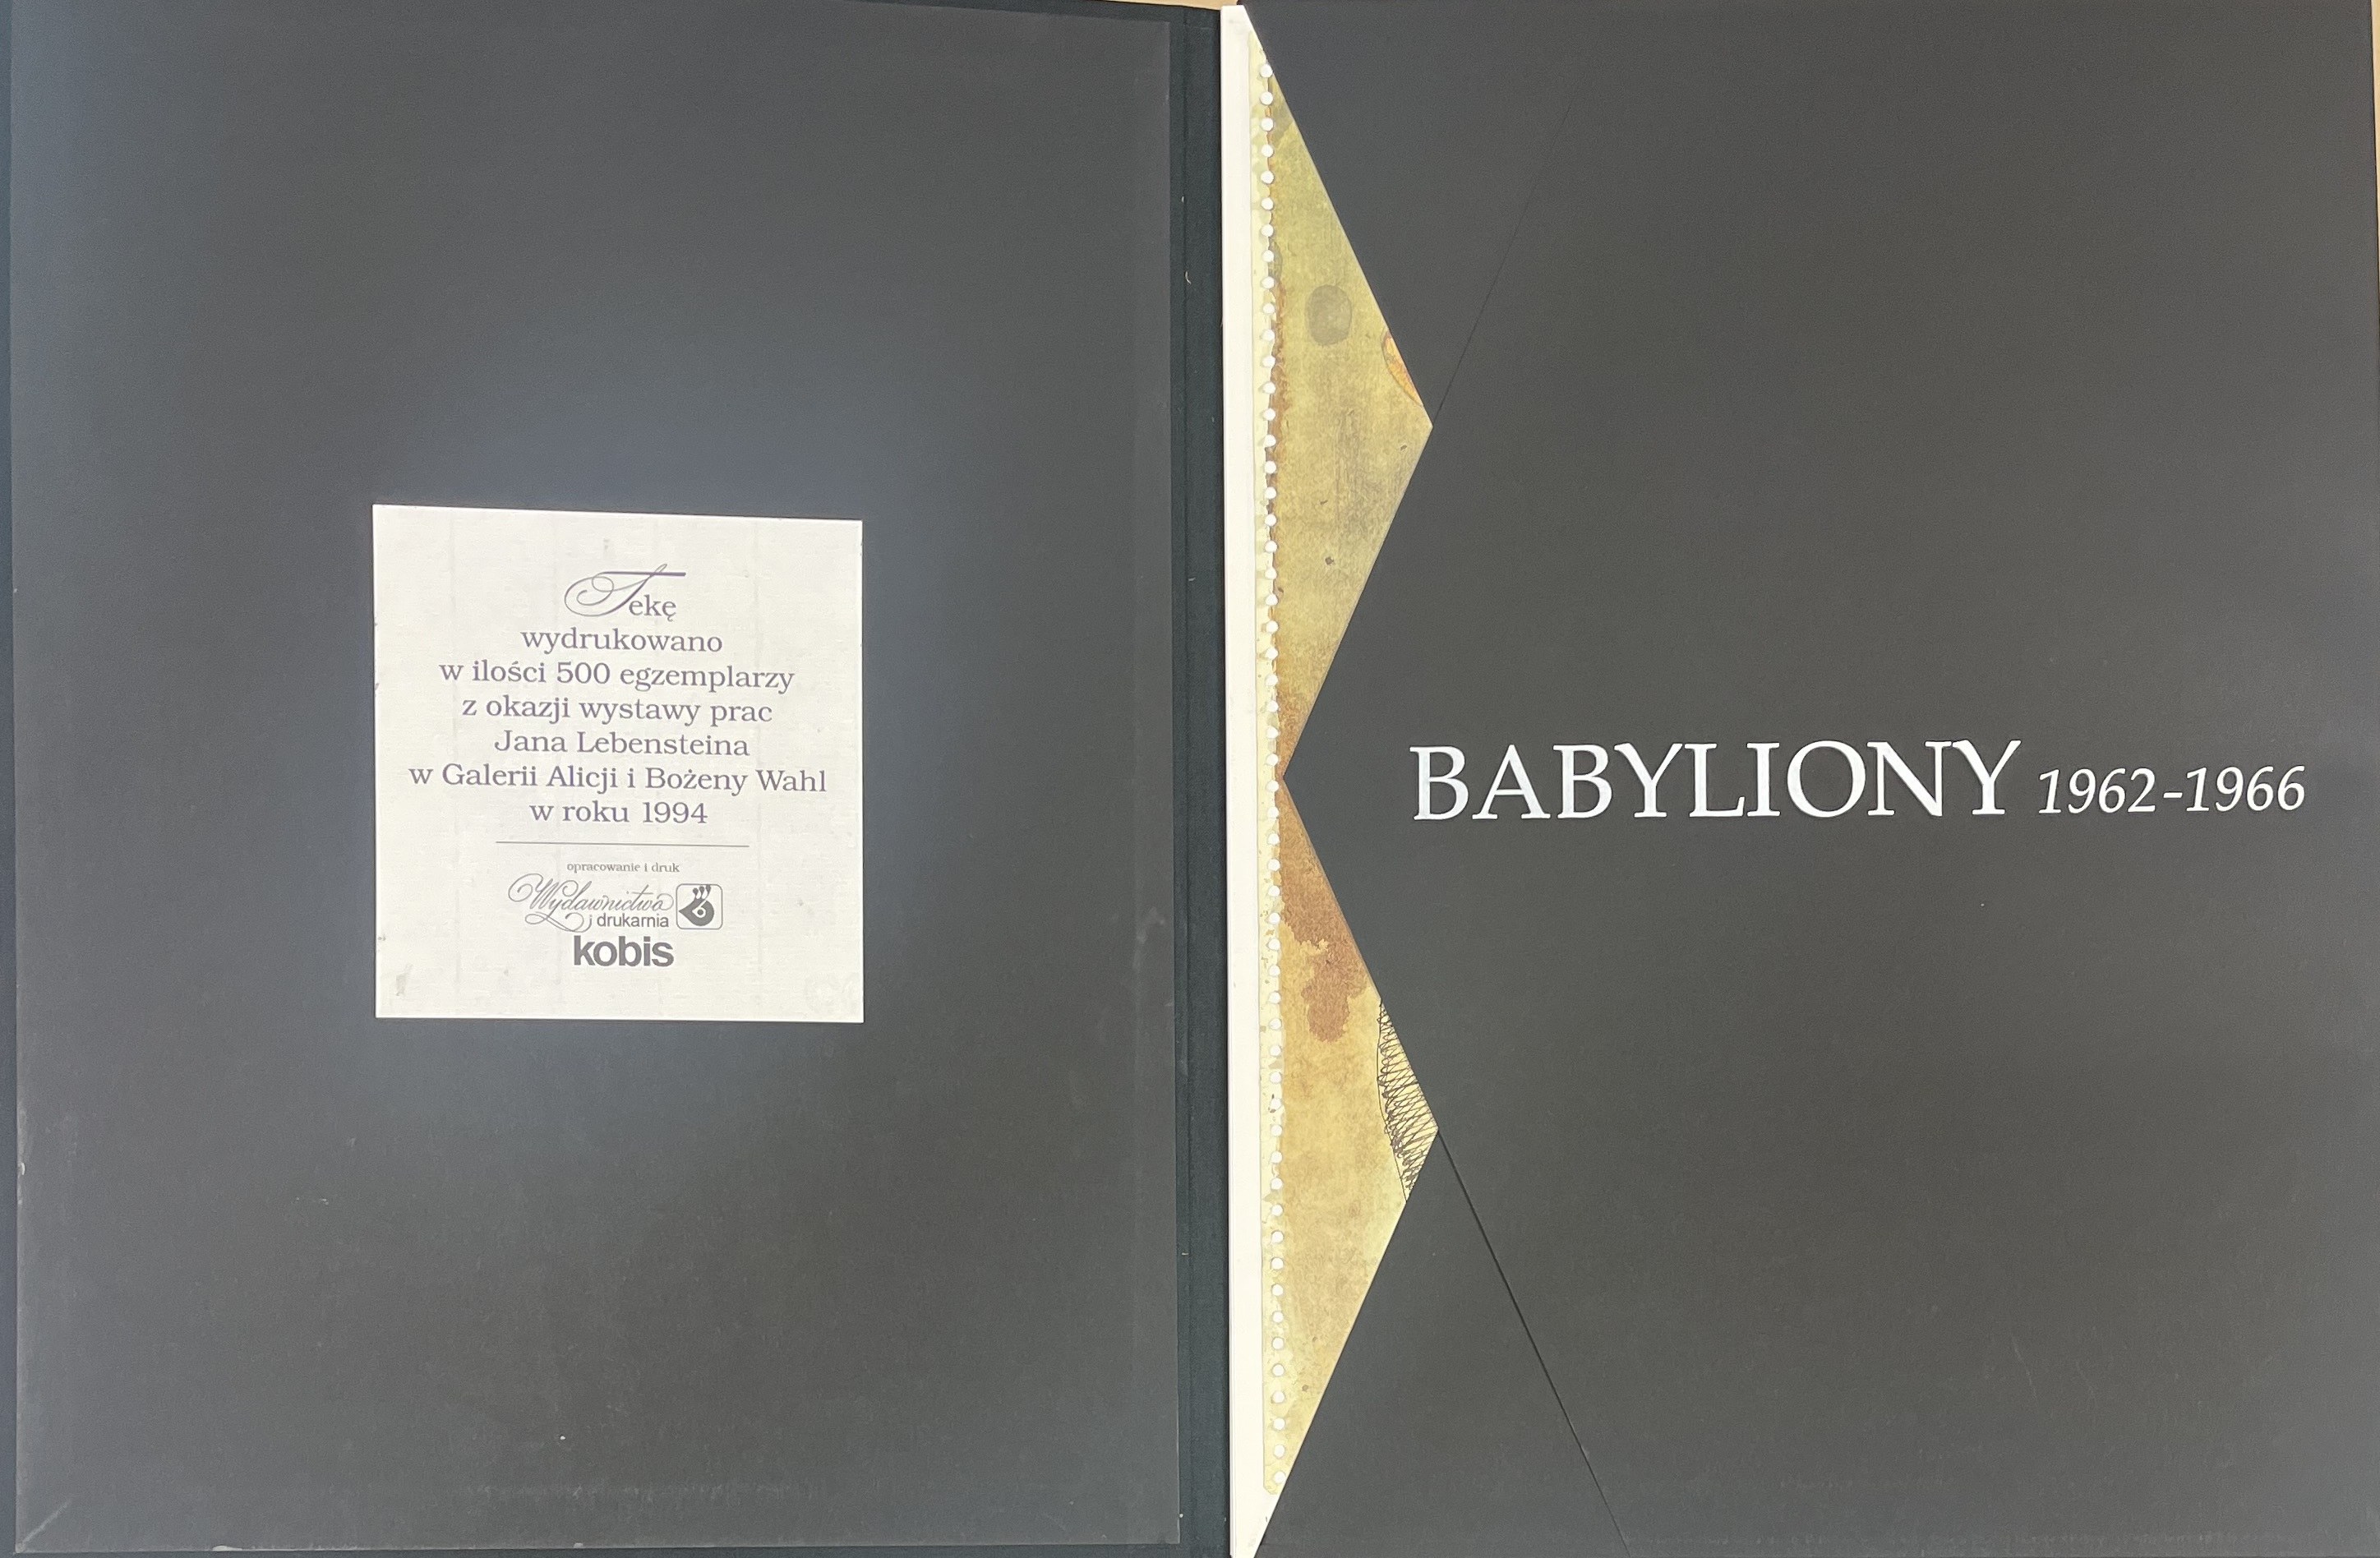 Tekę
wydrukowano
w ilości 500 egzemplarzy
z okazji wystawy prac
Jana Lebensteina
w Galerii Alicji i Bożeny Wahl
w roku 1994
opracowanie i druk
Wydawnictwo
i drukarnia
kobis
BABYLIONY 1962-1966